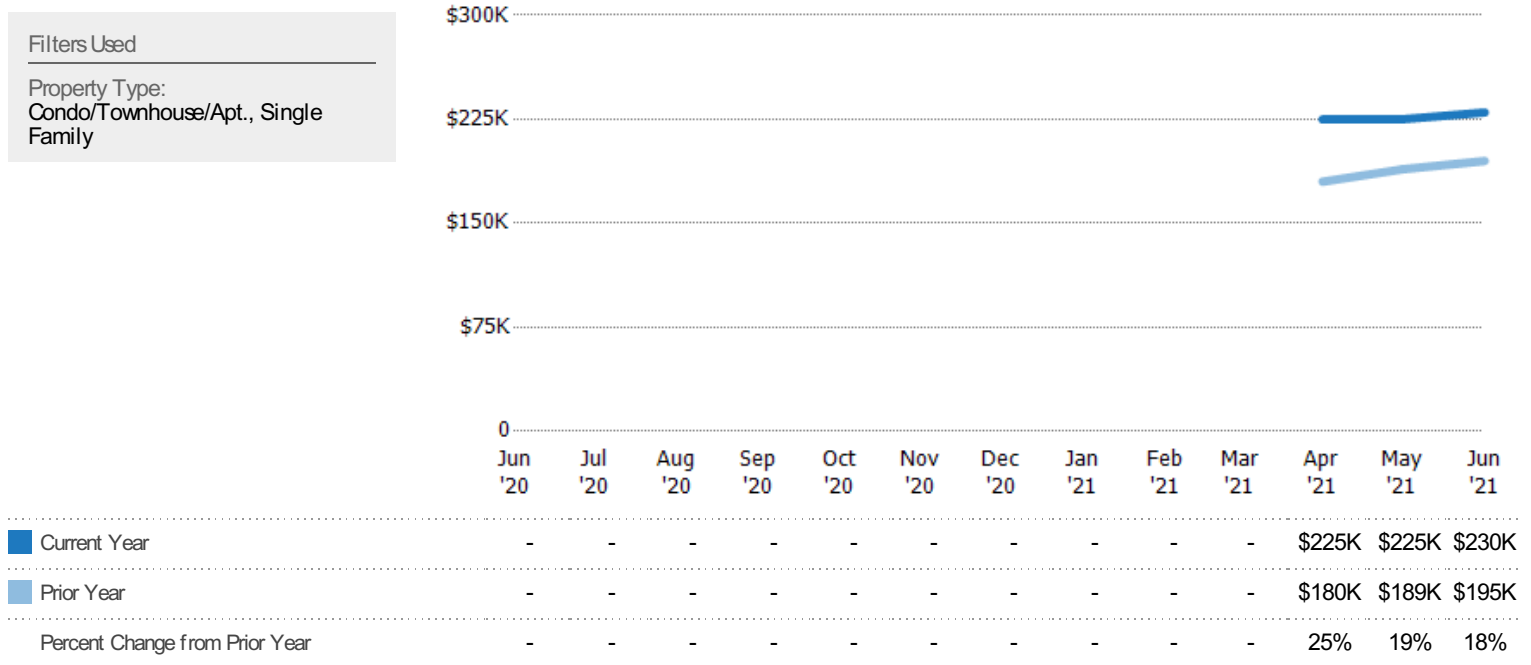 Filters Used
Property Type:
Condo/Townhouse/Apt., Single
Family
$300K
$225K
$150K
$75K
0
Jun Jul Aug Sep Oct Nov Dec Jan Feb Mar Apr May Jun
'20 '20 '20 '20 '20 '20 '20 '21 '21 '21 '21 '21 '21
Current Year - - - - - - - - - - $225K $225K $230K
Prior Year - - - - - - - - - - $180K $189K $195K
Percent Change from Prior Year - - - - - - - - - - 25% 19% 18%